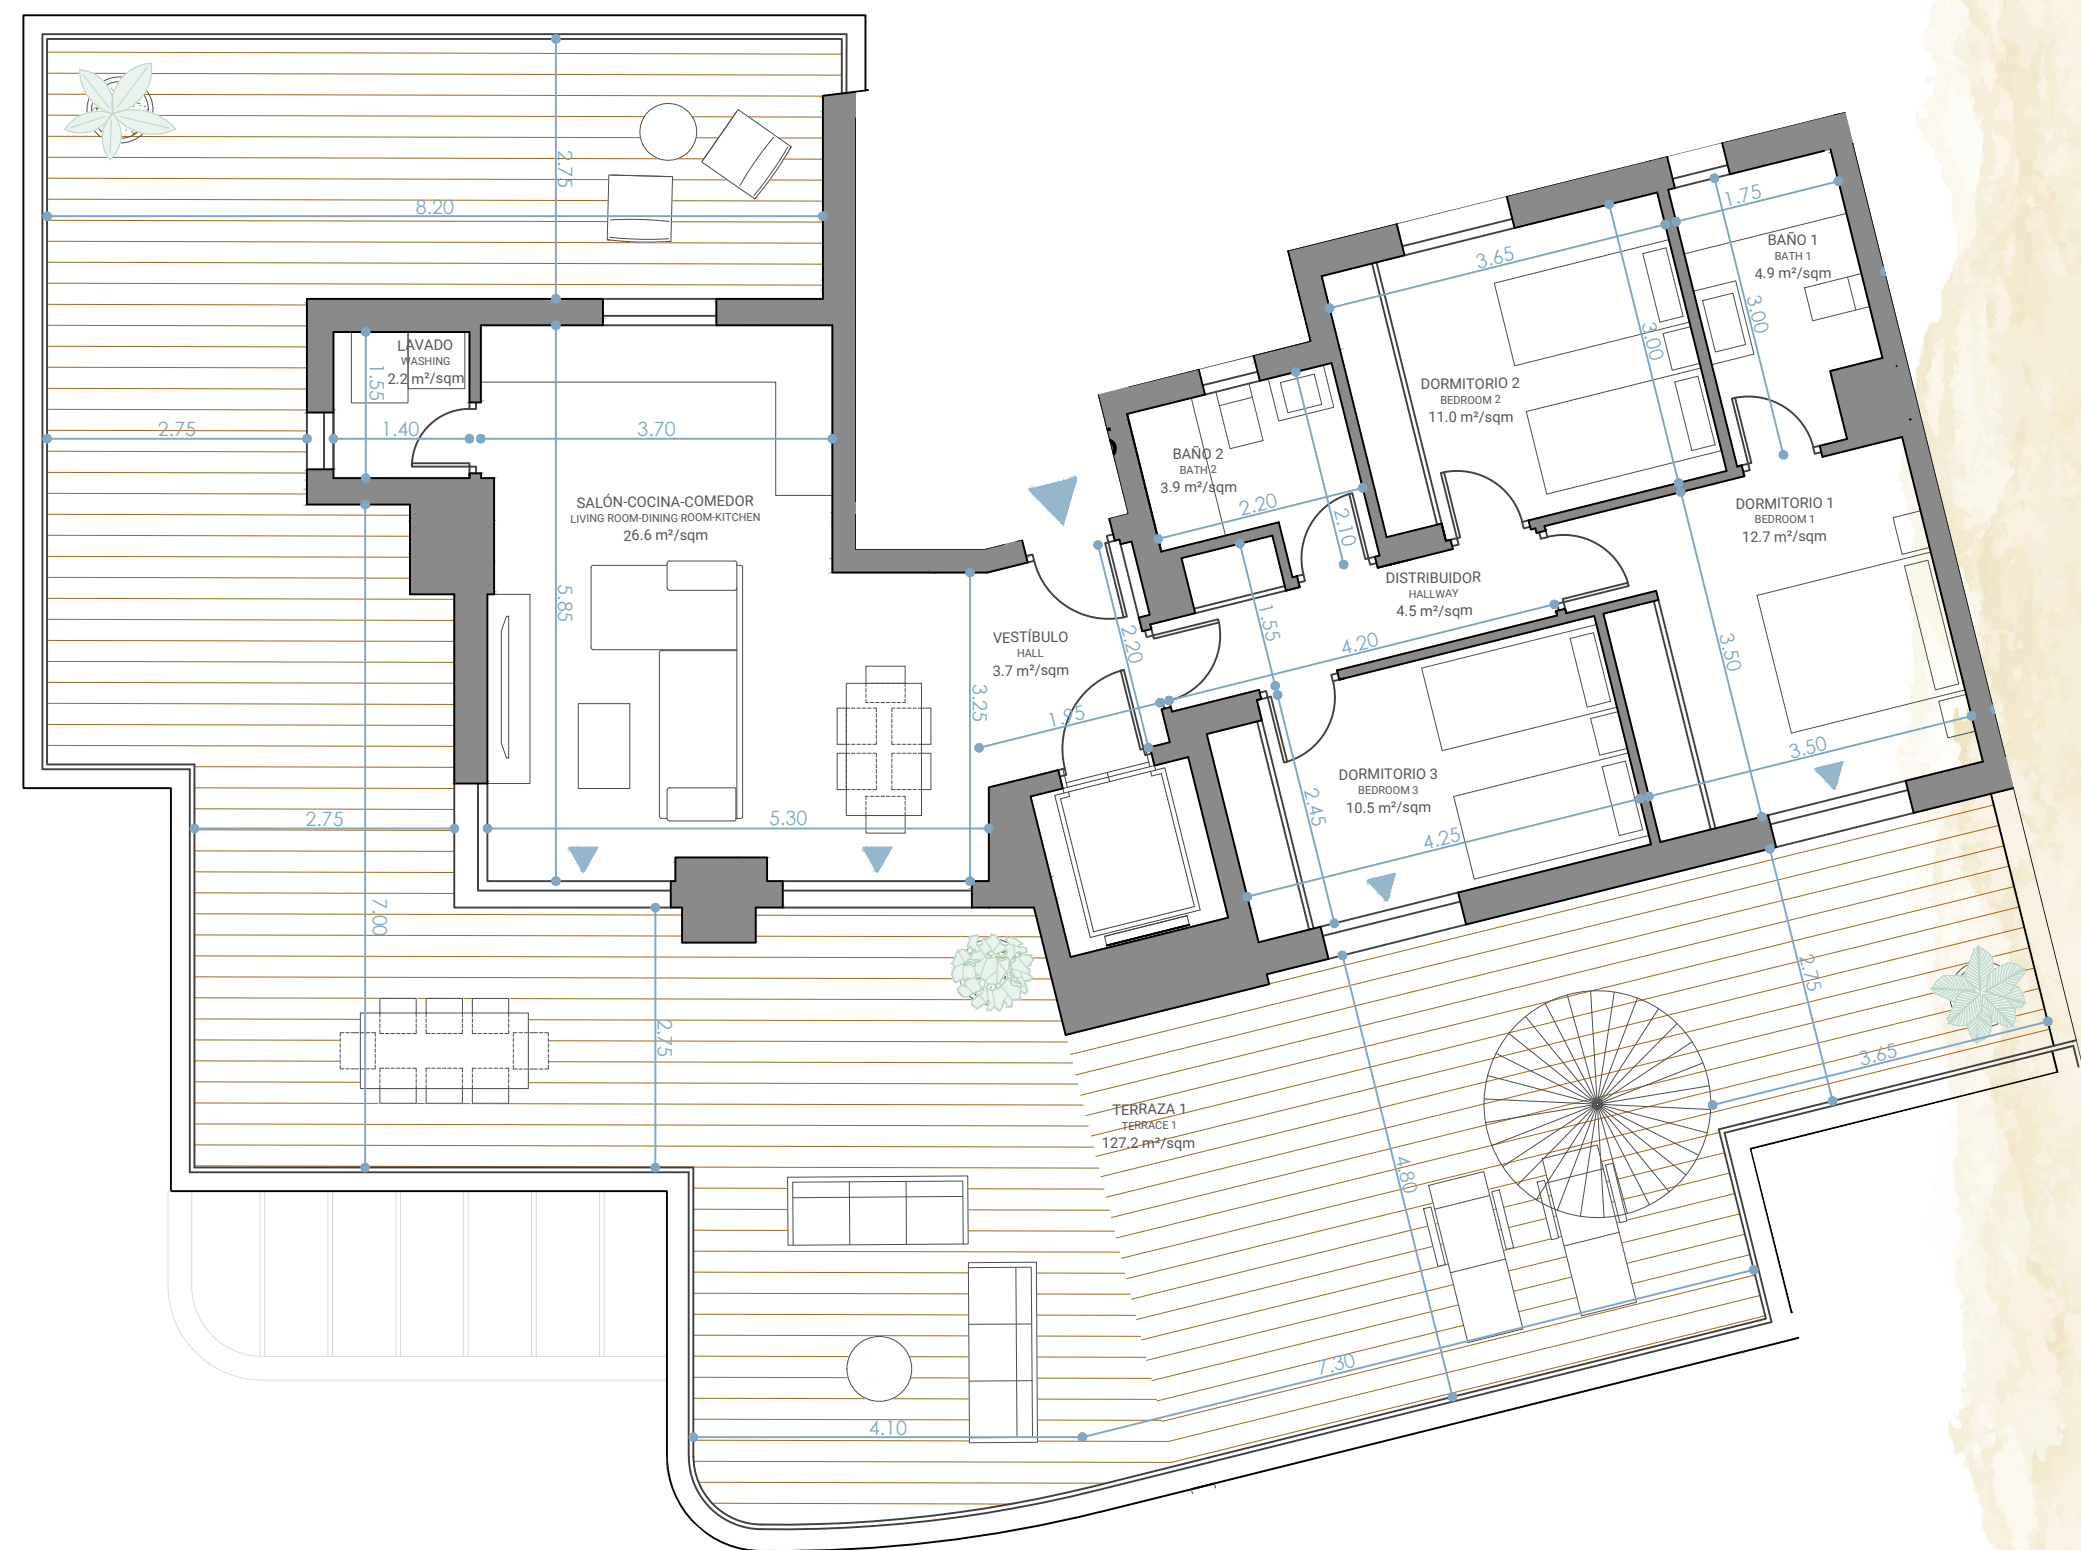 2.75
8.20
1.75
BAÑO 1
BATH 1
4.9 m²/sqm
3.65
3.00
3.00
LAVADO
WASHING
2.2 m²/sqm
1.55
DORMITORIO 2
BEDROOM 2
11.0 m²/sqm
2.75
1.40
3.70
BAÑO 2
BATH 2
3.9 m²/sqm
SALÓN-COCINA-COMEDOR
LIVING ROOM-DINING ROOM-KITCHEN
26.6 m²/sqm
2.20
2.10
DORMITORIO 1
BEDROOM 1
12.7 m²/sqm
DISTRIBUIDOR
HALLWAY
4.5 m²/sqm
5.85
VESTÍBULO
HALL
3.7 m²/sqm
2.20
1.55
4.20
3.50
3.25
1.95
3.50
DORMITORIO 3
BEDROOM 3
10.5 m²/sqm
2.75
5.30
2.45
4.25
7.00
2.75
2.75
3.65
TERRAZA 1
TERRACE 1
127.2 m²/sqm
4.80
7.30
4.10